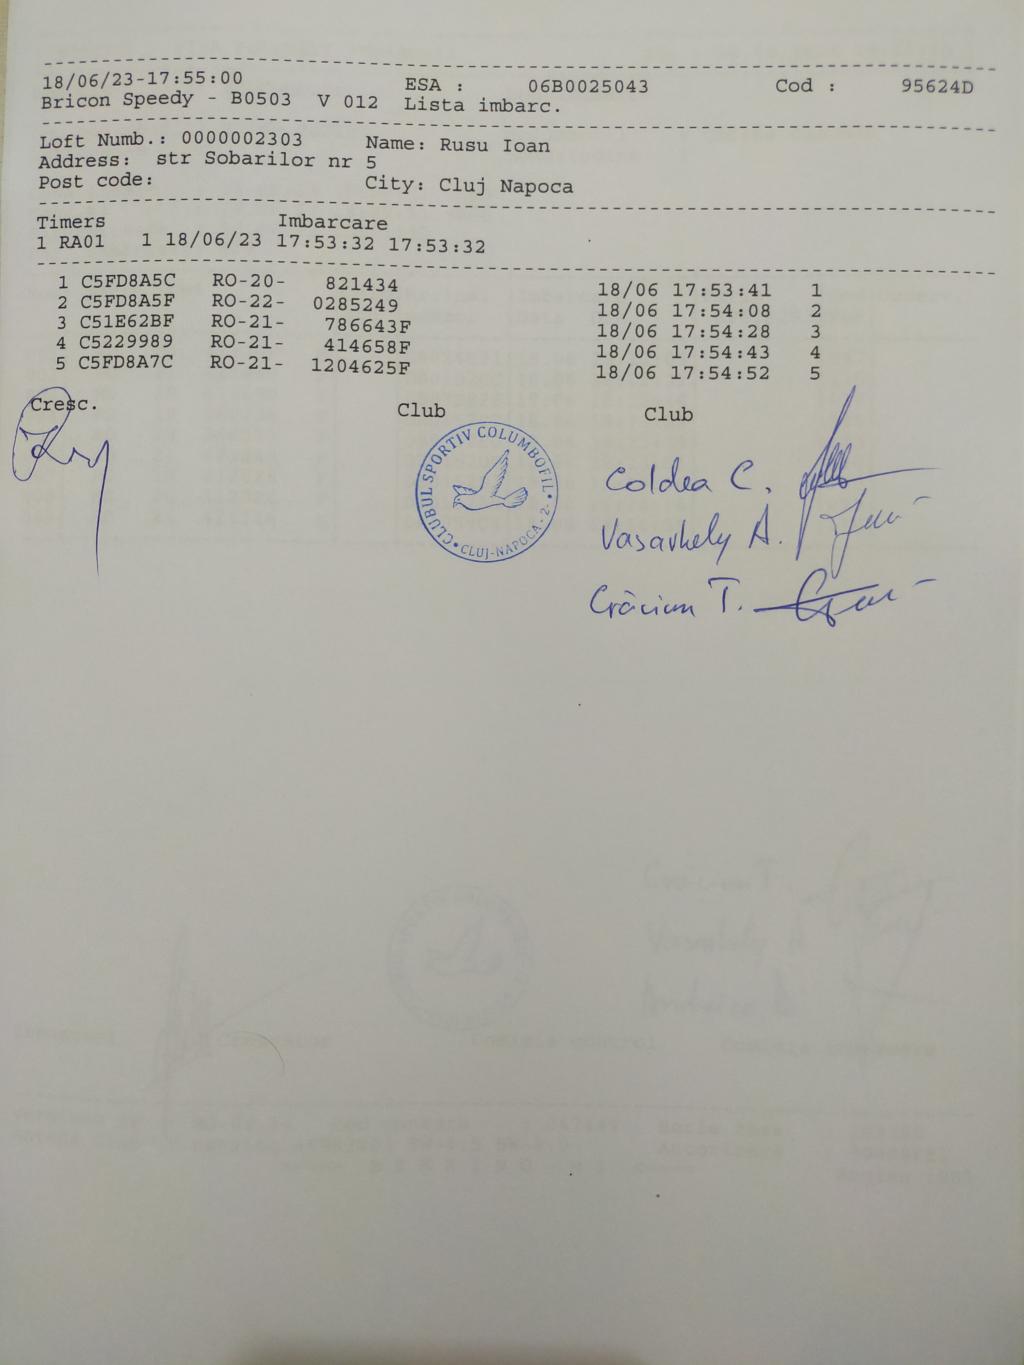 18/06/23-17:55:00 ESA : 06B0025043 Cod : 95624D
Bricon Speedy - B0503 V 012 Lista imbarc.
Loft Numb.: 0000002303 Name: Rusu Ioan
Address: str Sobarilor nr 5
Post code: City: Cluj Napoca
Timers Imbarcare
1 RA01 1 18/06/23 17:53:32 17:53:32
1 C5FD8A5C RO-20- 821434 18/06 17:53:41 1
2 C5FD8A5F RO-22- 0285249 18/06 17:54:08 2
3 C51E62BF RO-21- 786643F 18/06 17:54:28 3
4 C5229989 RO-21- 414658F 18/06 17:54:43 4
5 C5FD8A7C RO-21- 1204625F 18/06 17:54:52 5
Cresc. Club Club
CLUBUL SPORTIV COLUMBOFIL
CLUJ-NAPOCA - 2 -
Coldea C.
Vasarhely A.
Crăciun T.